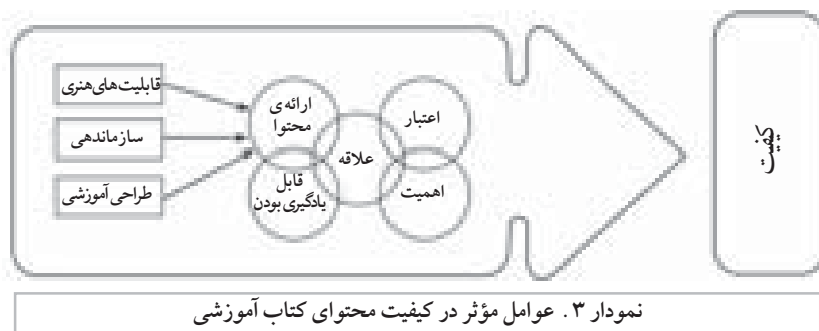 قابلیت‌های هنری
سازماندهی
طراحی آموزشی
ارائه‌ی
محتوا
قابل
یادگیری بودن
علاقه
اعتبار
اهمیت
کیفیت
نمودار ۳. عوامل مؤثر در کیفیت محتوای کتاب آموزشی